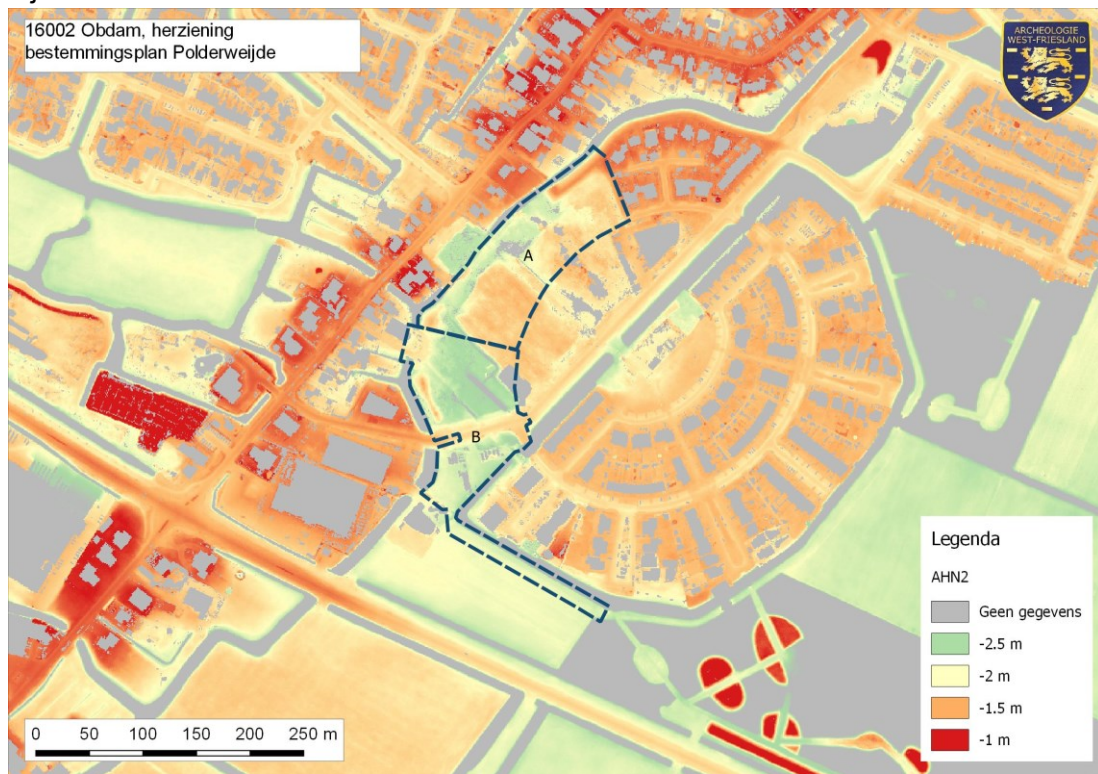 16002 Obdam, herziening
bestemmingsplan Polderweijde
ARCHEOLOGIE
WEST-FRIESLAND
A
B
Legenda
AHN2
Geen gegevens
-2.5 m
-2 m
-1.5 m
-1 m
0 50 100 150 200 250 m